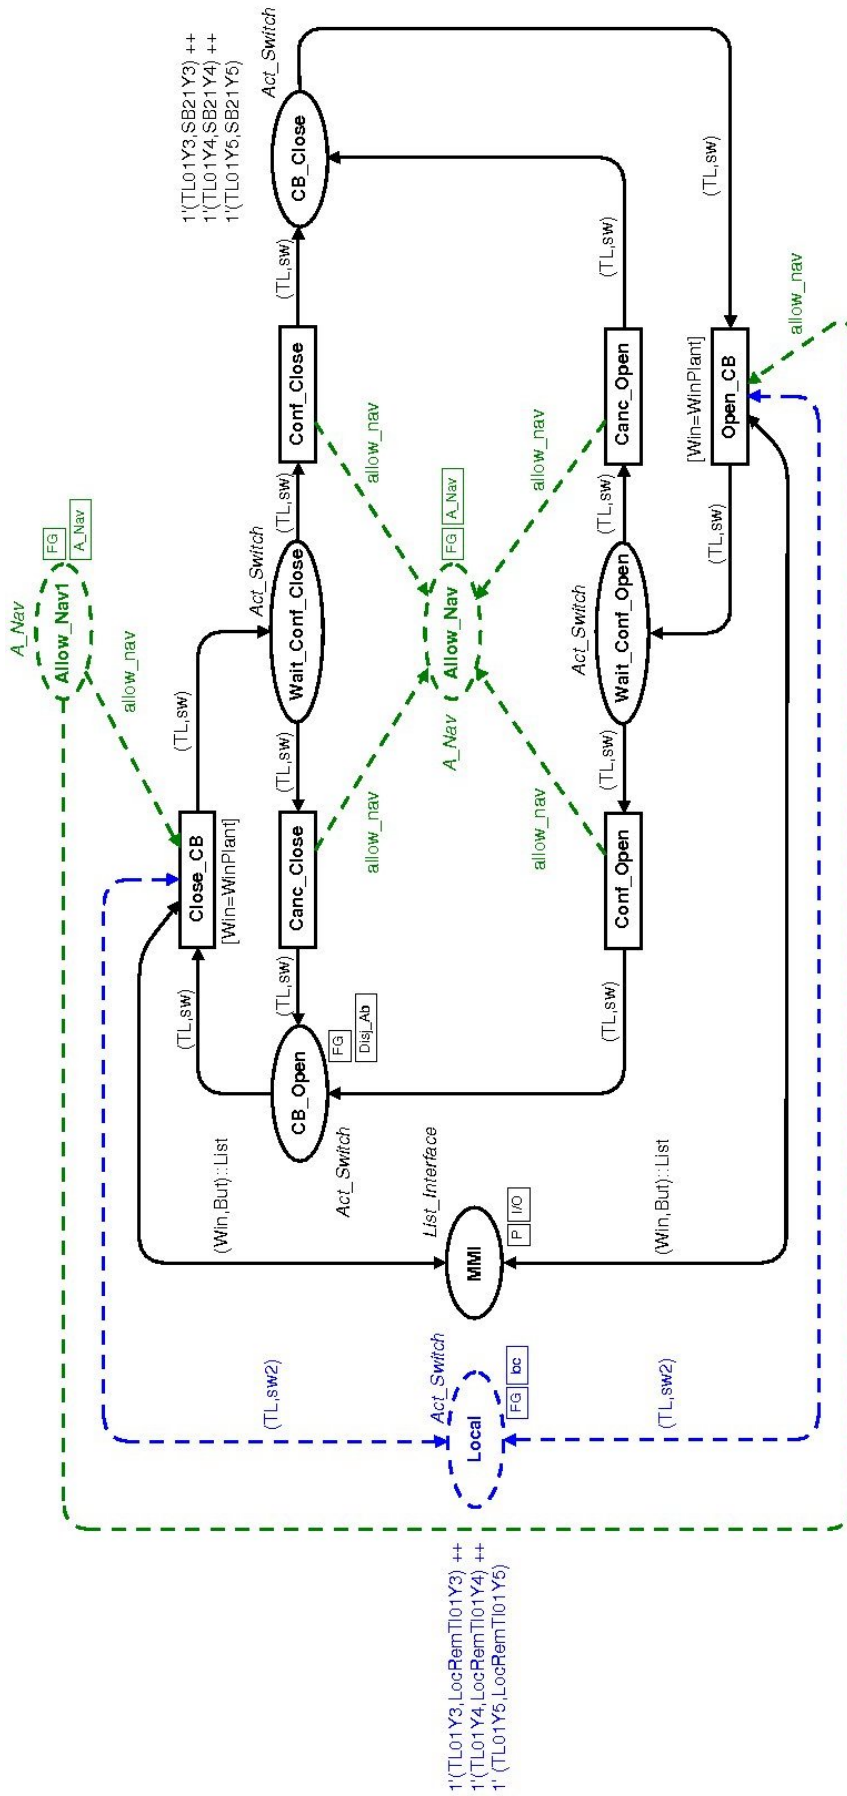 A_Nav
Allow_Nav1
FG
A_Nav
allow_nav
1'(TL01Y3,SB21Y3) ++
1'(TL01Y4,SB21Y4) ++
1'(TL01Y5,SB21Y5)
(Win,But)::List
(TL,sw)
Close_CB
[Win=WinPlant]
(TL,sw)
Act_Switch
Act_Switch
(TL,sw2)
CB_Open
(TL,sw)
Canc_Close
(TL,sw)
Wait_Conf_Close
(TL,sw)
Conf_Close
(TL,sw)
CB_Close
Act_Switch
FG
Disj_Ab
allow_nav
allow_nav
Act_Switch
List_Interface
A_Nav
FG
A_Nav
1'(TL01Y3,LocRemTl01Y3) ++
1'(TL01Y4,LocRemTl01Y4) ++
1' (TL01Y5,LocRemTl01Y5)
Local
MMI
Allow_Nav
FG
P
I/O
allow_nav
allow_nav
Act_Switch
(TL,sw)
Conf_Open
(TL,sw)
Wait_Conf_Open
(TL,sw)
Canc_Open
(TL,sw)
(TL,sw2)
(Win,But)::List
[Win=WinPlant]
(TL,sw)
Open_CB
(TL,sw)
allow_nav